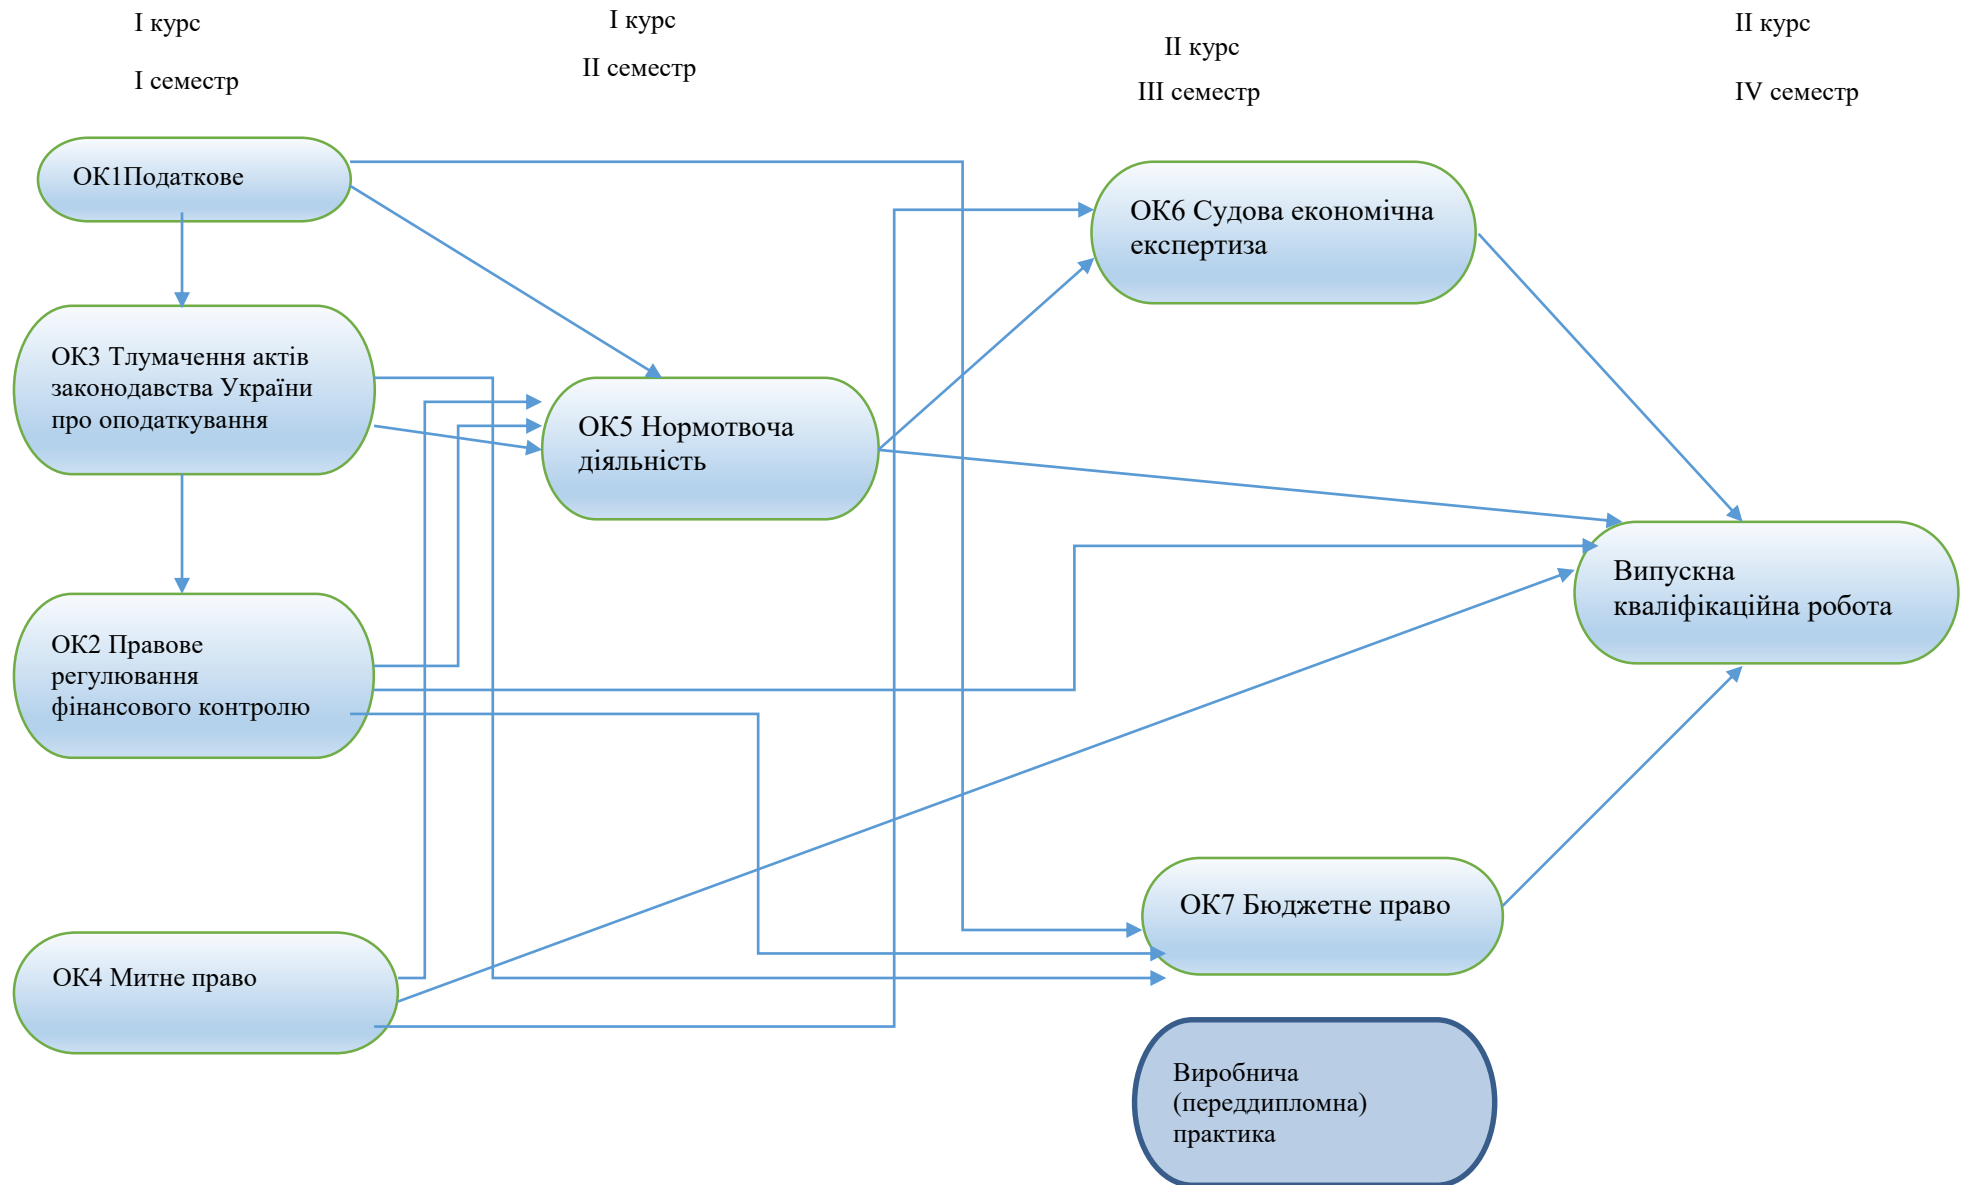 І курс
І семестр
І курс
ІІ семестр
ІІ курс
ІІІ семестр
ІІ курс
ІV семестр
ОК1Податкове
ОК3 Тлумачення актів
законодавства України
про оподаткування
ОК2 Правове
регулювання
фінансового контролю
ОК4 Митне право
ОК5 Нормотвоча
діяльність
ОК6 Судова економічна
експертиза
ОК7 Бюджетне право
Виробнича
(переддипломна)
практика
Випускна
кваліфікаційна робота